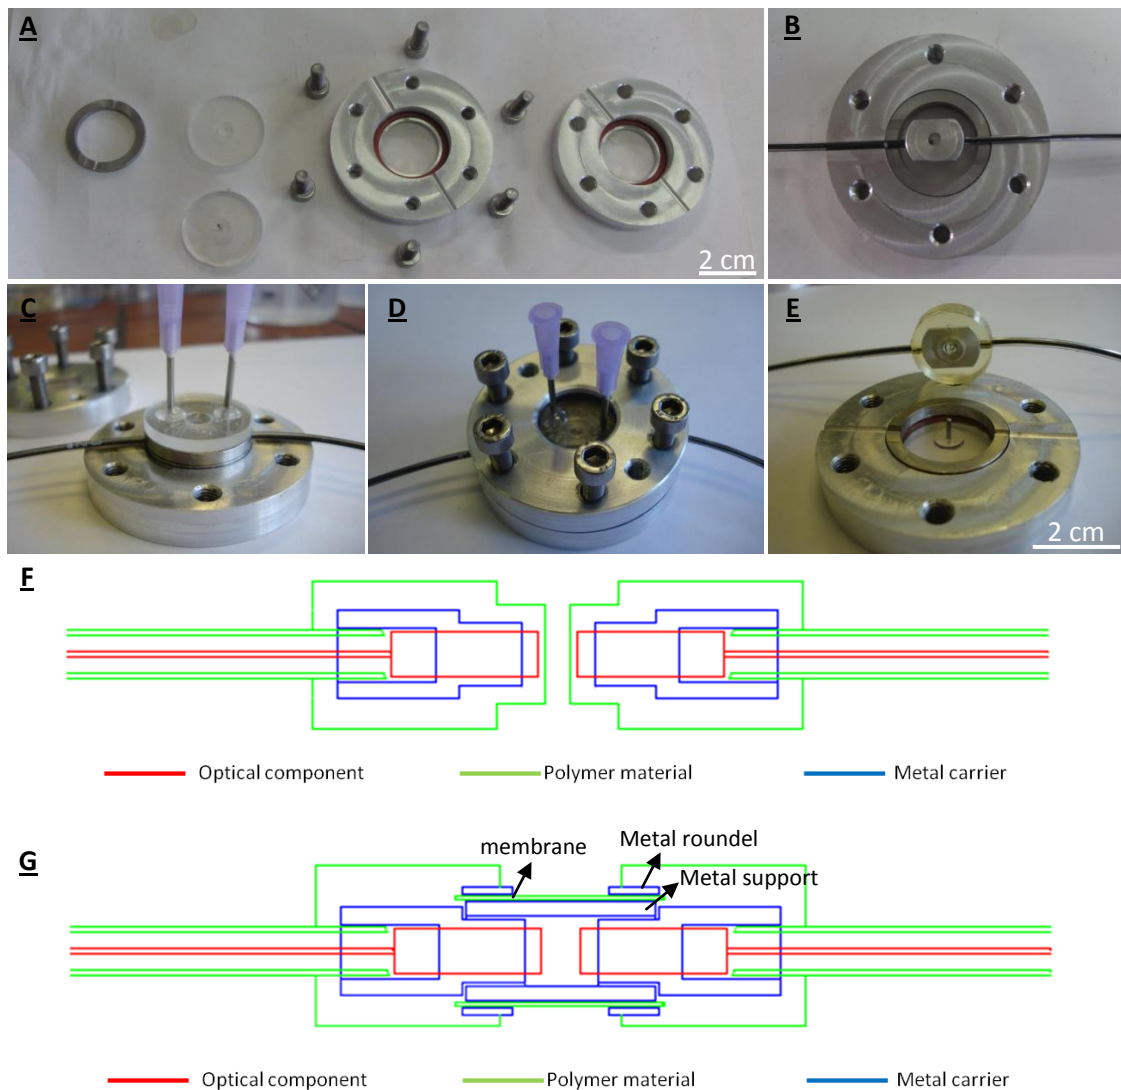 A
B
2 cm
C
D
E
2 cm
F
Optical component
Polymer material
Metal carrier
G
membrane
Metal roundel
Metal support
Optical component
Polymer material
Metal carrier